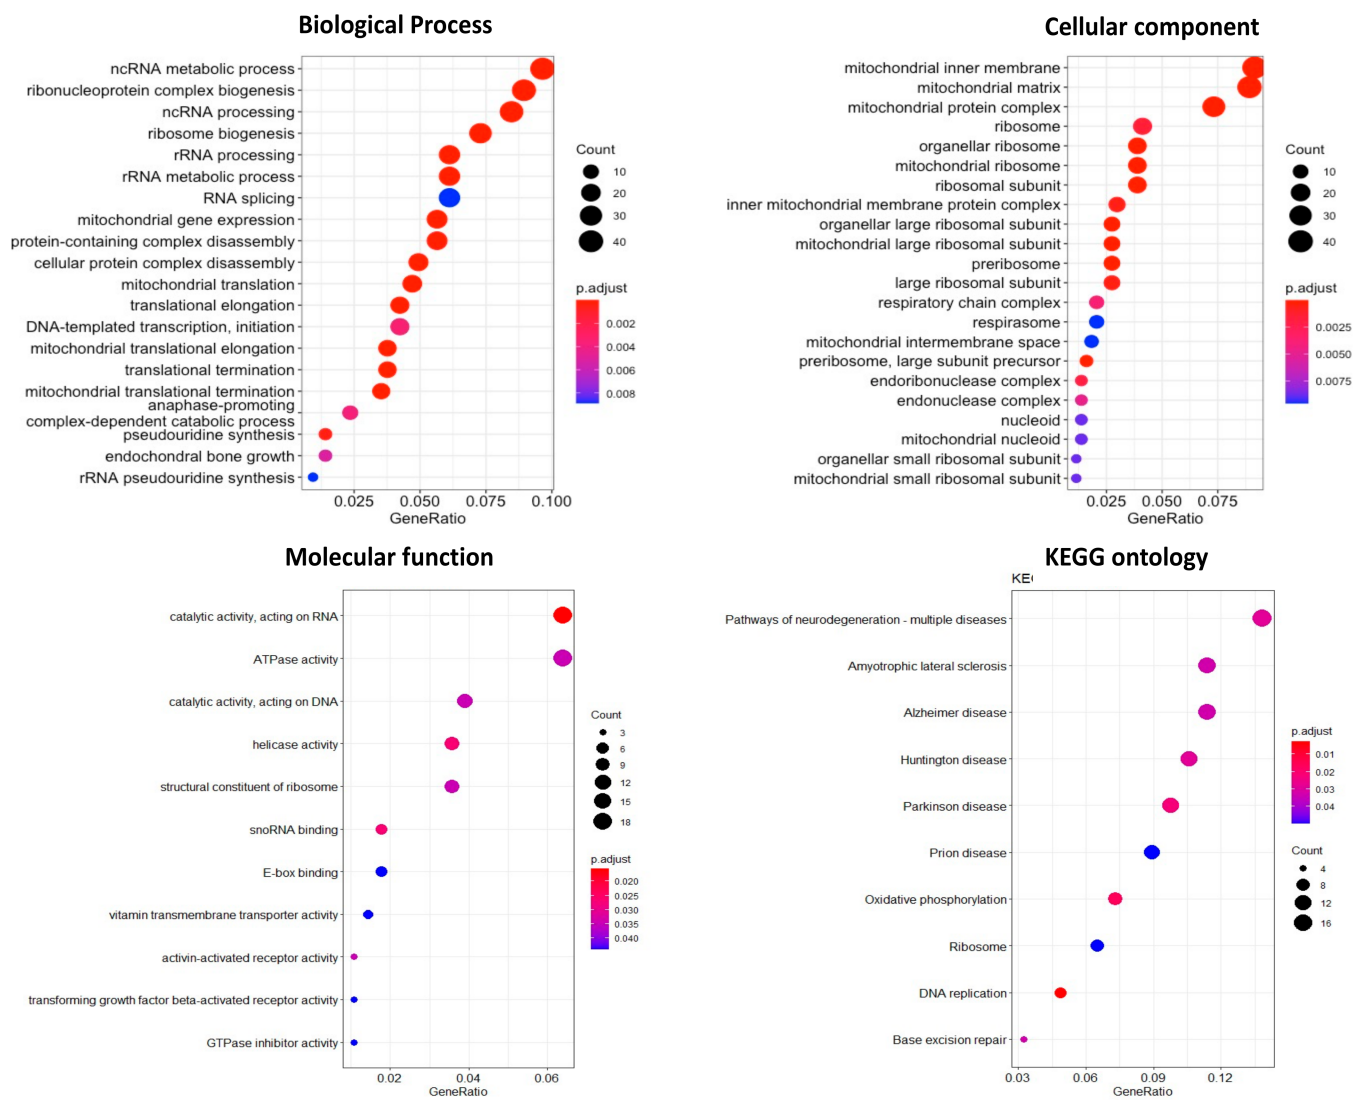 Biological Process
ncRNA metabolic process
ribonucleoprotein complex biogenesis
ncRNA processing
ribosome biogenesis
rRNA processing
rRNA metabolic process
RNA splicing
mitochondrial gene expression
protein-containing complex disassembly
cellular protein complex disassembly
mitochondrial translation
translational elongation
DNA-templated transcription, initiation
mitochondrial translational elongation
translational termination
mitochondrial translational termination
anaphase-promoting
complex-dependent catabolic process
pseudouridine synthesis
endochondral bone growth
rRNA pseudouridine synthesis
0.025 0.050 0.075 0.100
GeneRatio
Count
10
20
30
40
p.adjust
0.002
0.004
0.006
0.008
Cellular component
mitochondrial inner membrane
mitochondrial matrix
mitochondrial protein complex
ribosome
organellar ribosome
mitochondrial ribosome
ribosomal subunit
inner mitochondrial membrane protein complex
organellar large ribosomal subunit
mitochondrial large ribosomal subunit
preribosome
large ribosomal subunit
respiratory chain complex
respirasome
mitochondrial intermembrane space
preribosome, large subunit precursor
endoribonuclease complex
endonuclease complex
nucleoid
mitochondrial nucleoid
organellar small ribosomal subunit
mitochondrial small ribosomal subunit
0.025 0.050 0.075
GeneRatio
Count
10
20
30
40
p.adjust
0.0025
0.0050
0.0075
Molecular function
catalytic activity, acting on RNA
ATPase activity
catalytic activity, acting on DNA
helicase activity
structural constituent of ribosome
snoRNA binding
E-box binding
vitamin transmembrane transporter activity
activin-activated receptor activity
transforming growth factor beta-activated receptor activity
GTPase inhibitor activity
0.02 0.04 0.06
GeneRatio
Count
3
6
9
12
15
18
p.adjust
0.020
0.025
0.030
0.035
0.040
KEGG ontology
KE
Pathways of neurodegeneration - multiple diseases
Amyotrophic lateral sclerosis
Alzheimer disease
Huntington disease
Parkinson disease
Prion disease
Oxidative phosphorylation
Ribosome
DNA replication
Base excision repair
0.03 0.06 0.09 0.12
GeneRatio
p.adjust
0.01
0.02
0.03
0.04
Count
4
8
12
16